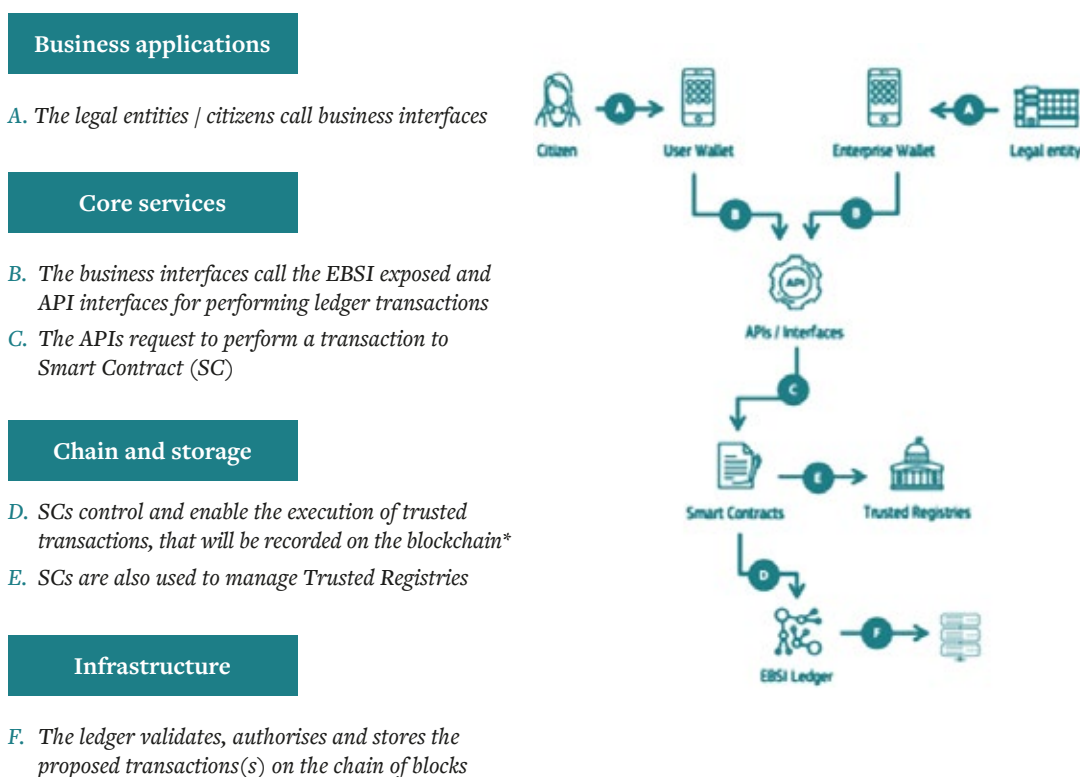 Business applications
A. The legal entities / citizens call business interfaces
Core services
B. The business interfaces call the EBSI exposed and
API interfaces for performing ledger transactions
C. The APIs request to perform a transaction to
Smart Contract (SC)
Chain and storage
D. SCs control and enable the execution of trusted
transactions, that will be recorded on the blockchain*
E. SCs are also used to manage Trusted Registries
Infrastructure
F. The ledger validates, authorises and stores the
proposed transactions(s) on the chain of blocks
A
A
Citizen
User Wallet
Enterprise Wallet
Legal entity
B
B
API
APIs / Interfaces
C
E
Smart Contracts
Trusted Registries
D
F
EBSI Ledger